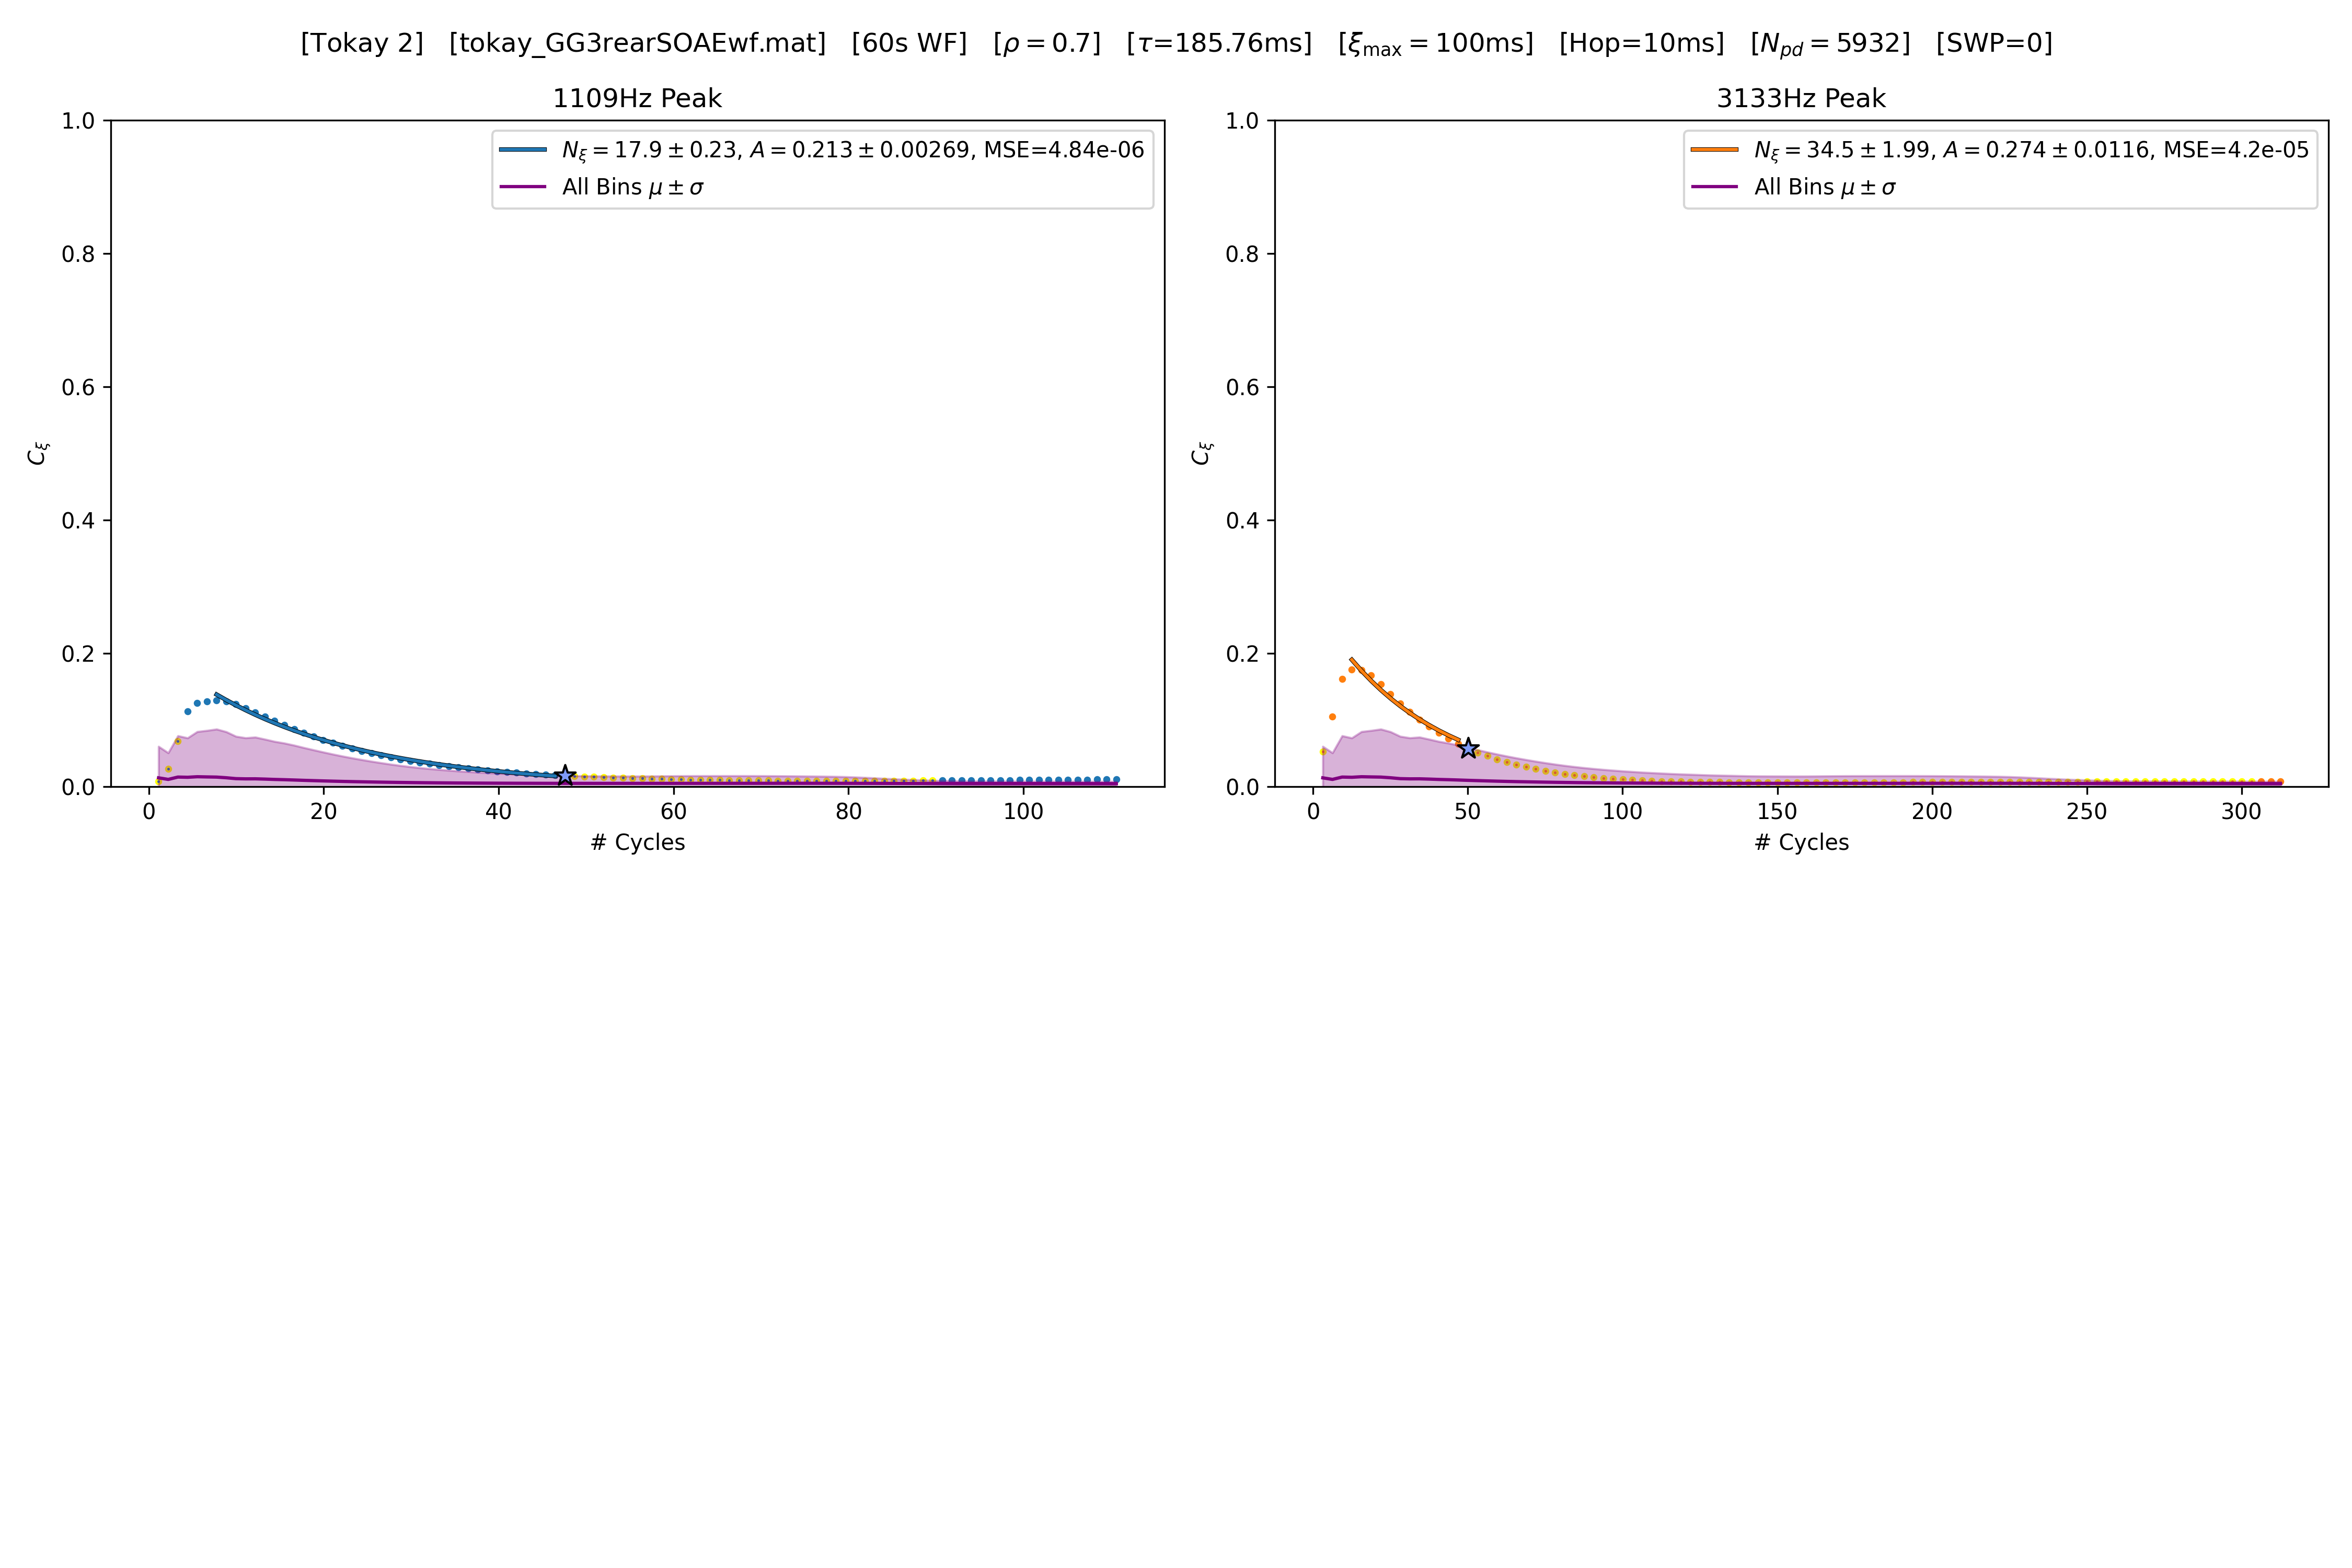 [Tokay 2] [tokay_GG3rearSOAEwf.mat] [60s WF] [ρ = 0.7] [τ=185.76ms] [ξmax = 100ms] [Hop=10ms] [Npd = 5932] [SWP=0]
1109Hz Peak
1.0
0.8
0.6
0.4
0.2
0.0
Cξ
Nξ = 17.9 ± 0.23, A = 0.213 ± 0.00269, MSE=4.84e-06
All Bins μ ± σ
0 20 40 60 80 100
# Cycles
3133Hz Peak
1.0
0.8
0.6
0.4
0.2
0.0
Cξ
Nξ = 34.5 ± 1.99, A = 0.274 ± 0.0116, MSE=4.2e-05
All Bins μ ± σ
0 50 100 150 200 250 300
# Cycles